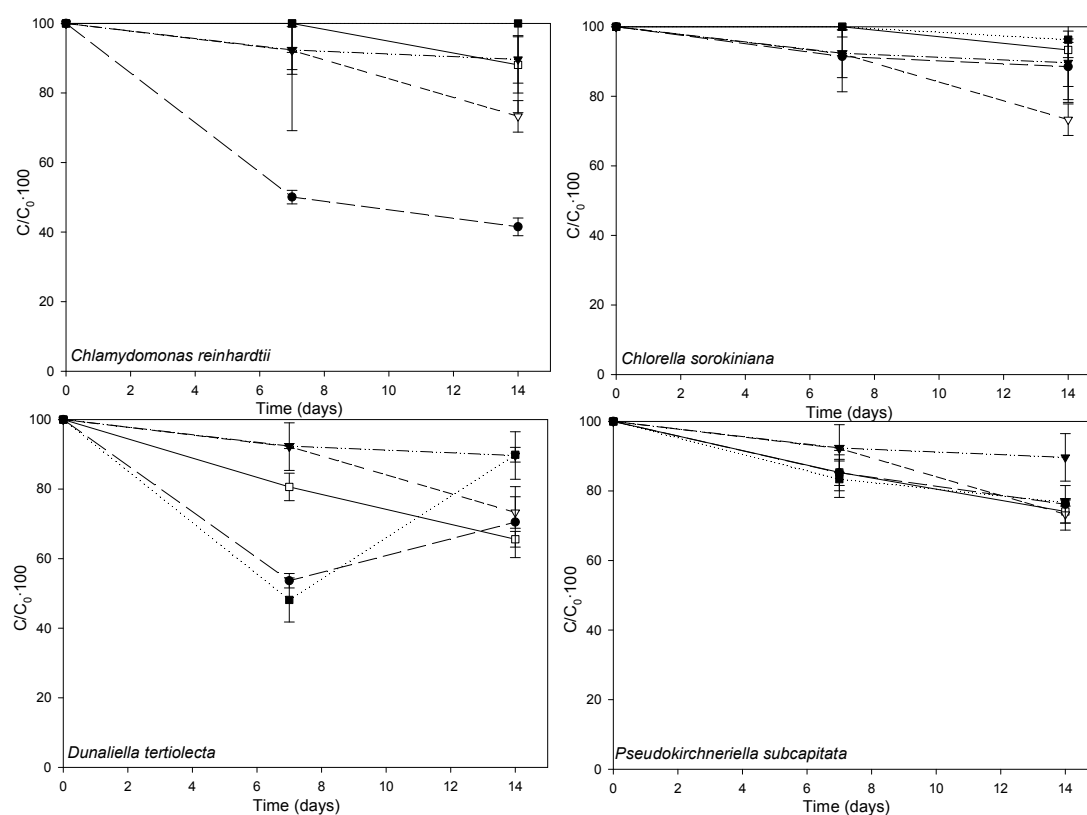 100
80
60
40
20
0
C/C0·100
Chlamydomonas reinhardtii
0 2 4 6 8 10 12 14
Time (days)
100
80
60
40
20
0
C/C0·100
Chlorella sorokiniana
0 2 4 6 8 10 12 14
Time (days)
100
80
60
40
20
0
C/C0·100
Dunaliella tertiolecta
0 2 4 6 8 10 12 14
Time (days)
100
80
60
40
20
0
C/C0·100
Pseudokirchneriella subcapitata
0 2 4 6 8 10 12 14
Time (days)